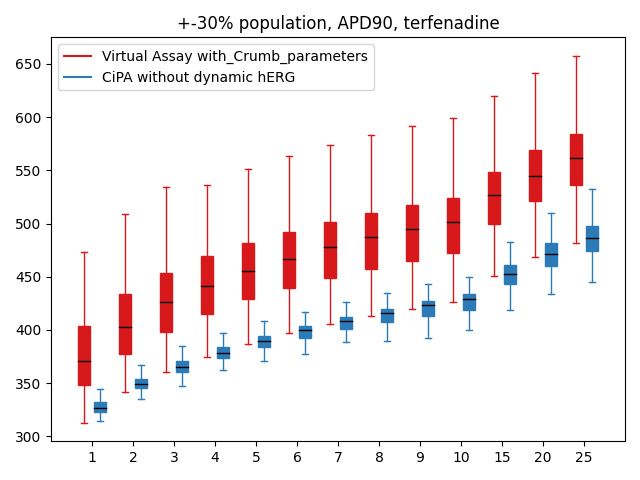 +-30% population, APD90, terfenadine
Virtual Assay with_Crumb_parameters
CiPA without dynamic hERG
650
600
550
500
450
400
350
300
1 2 3 4 5 6 7 8 9 10 15 20 25